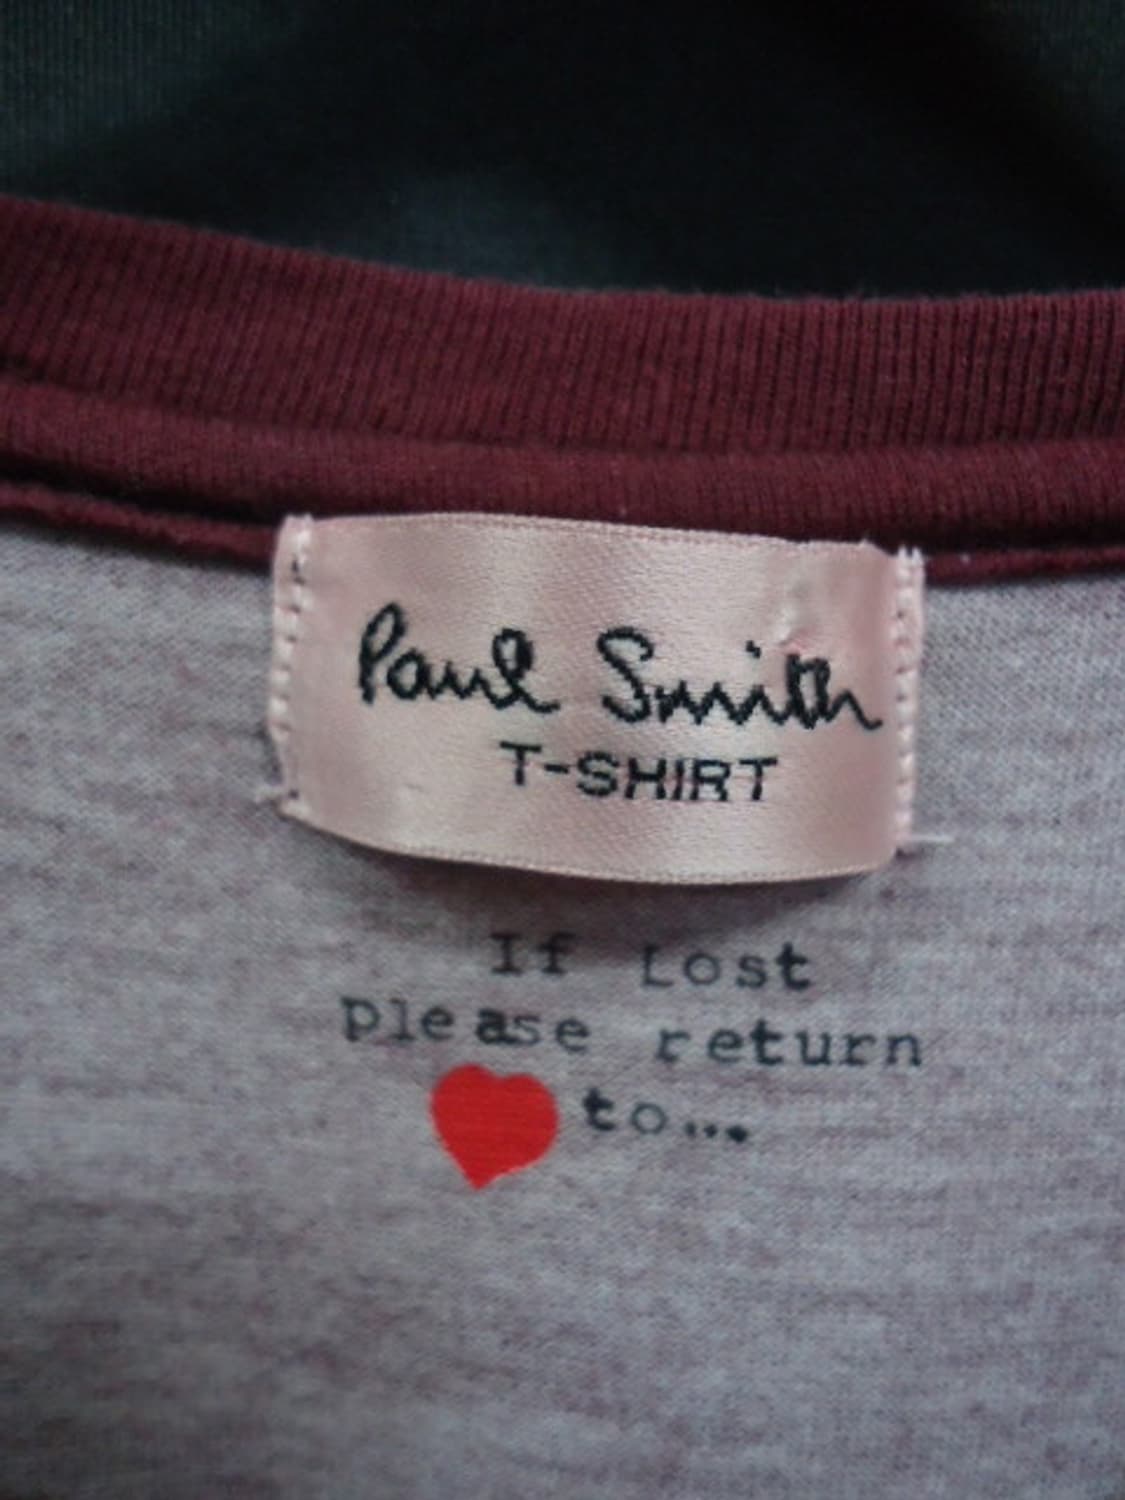 Paul Smith
T-SHIRT
If Lost
please return
to...